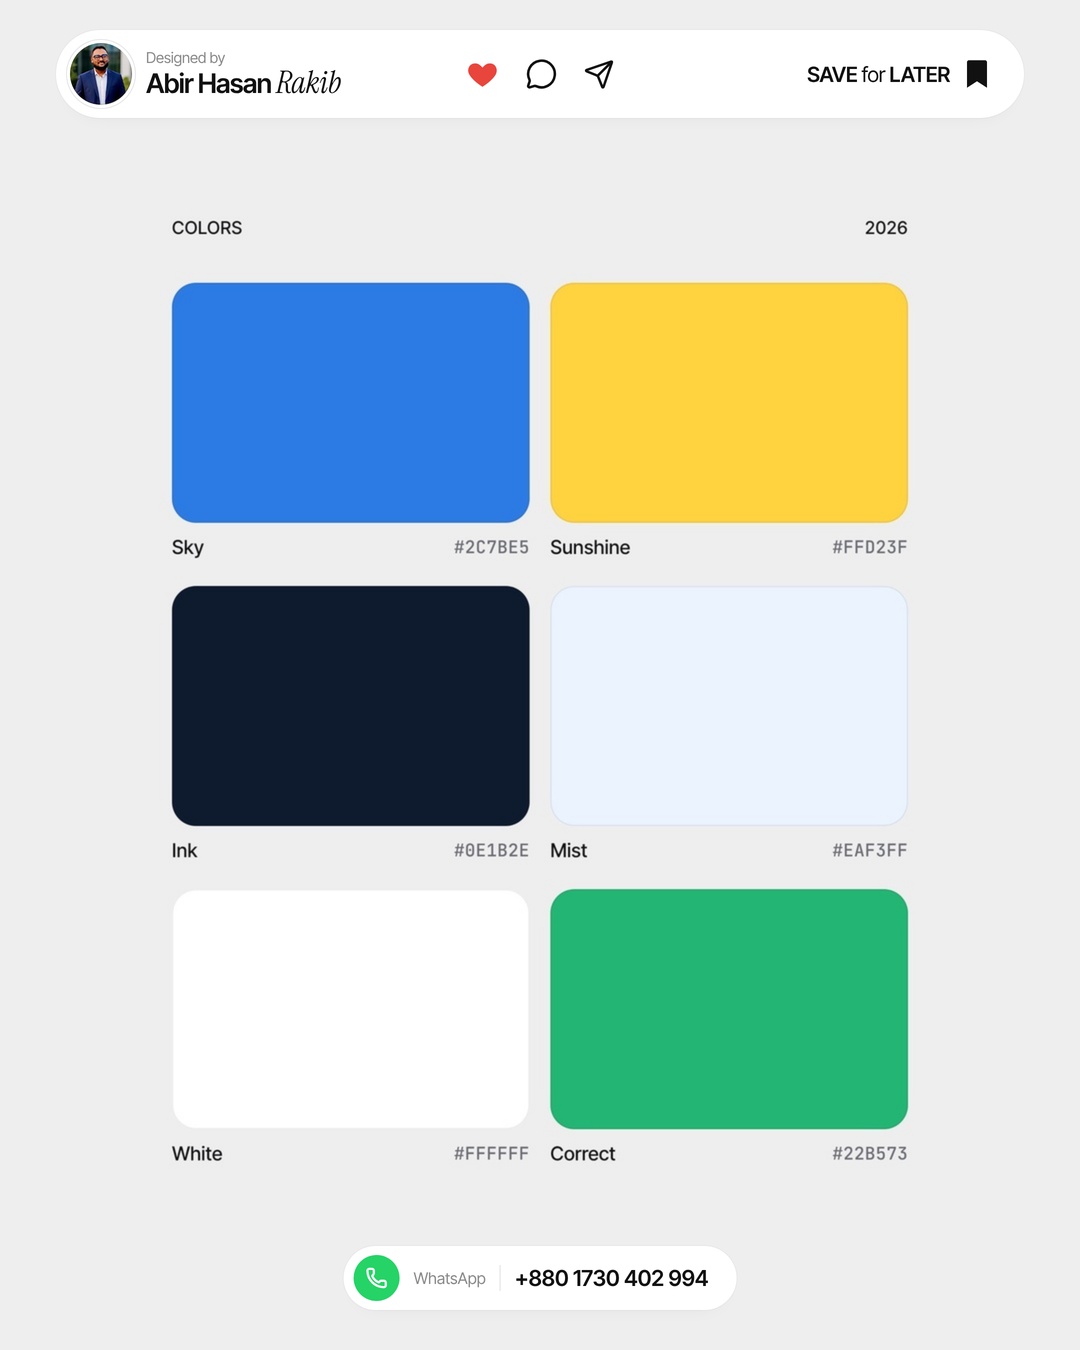 Designed by
Abir Hasan Rakib
SAVE for LATER
COLORS
2026
Sky
#2C7BE5
Sunshine
#FFD23F
Ink
#0E1B2E
Mist
#EAF3FF
White
#FFFFFF
Correct
#22B573
WhatsApp
+880 1730 402 994